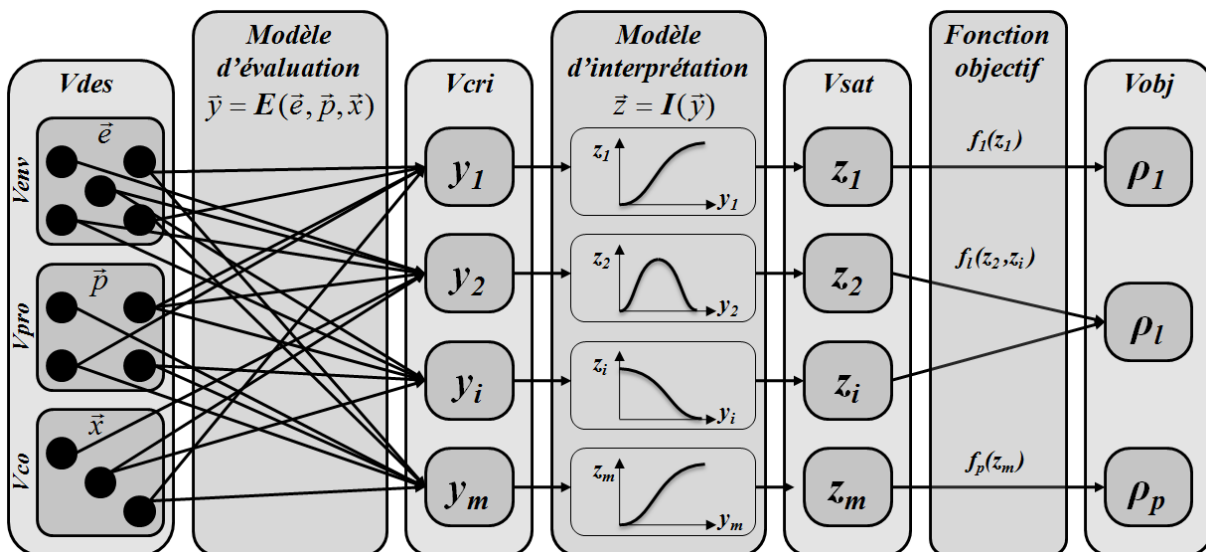 Vdes
Venv
e⃗
Vpro
p⃗
Vco
x⃗
Modèle
d'évaluation
y⃗ = E(e⃗, p⃗, x⃗)
Vcri
y₁
y₂
yᵢ
yₘ
Modèle
d'interprétation
z⃗ = I(y⃗)
z₁
y₁
z₂
y₂
zᵢ
yᵢ
zₘ
yₘ
Vsat
z₁
z₂
zᵢ
zₘ
Fonction
objectif
f₁(z₁)
fₗ(z₂,zᵢ)
fₚ(zₘ)
Vobj
ρ₁
ρₗ
ρₚ